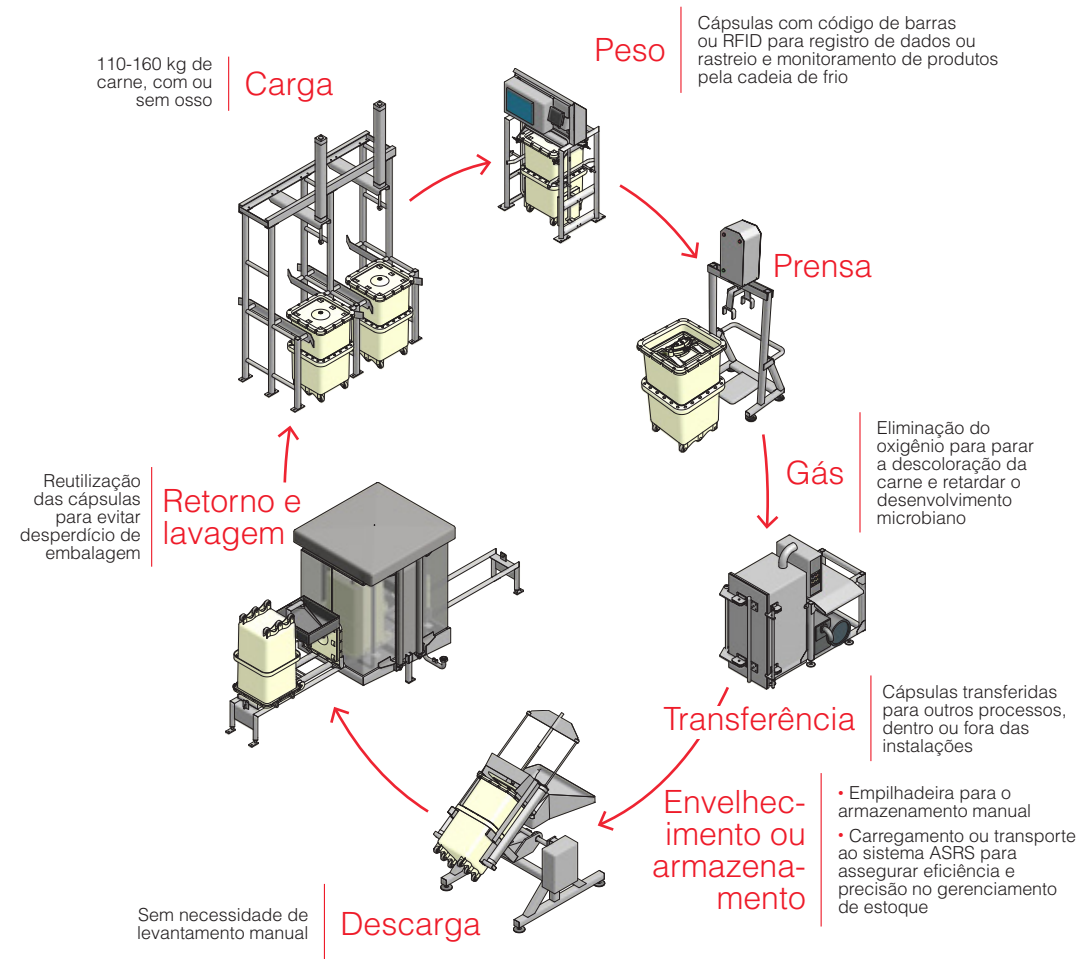 110-160 kg de
carne, com ou
sem osso
Carga
Peso
Cápsulas com código de barras
ou RFID para registro de dados ou
rastreio e monitoramento de produtos
pela cadeia de frio
Prensa
Gás
Eliminação do
oxigênio para parar
a descoloração da
carne e retardar o
desenvolvimento
microbiano
Transferência
Cápsulas transferidas
para outros processos,
dentro ou fora das
instalações
Envelhec-
imento ou
armazena-
mento
• Empilhadeira para o
armazenamento manual
• Carregamento ou transporte
ao sistema ASRS para
assegurar eficiência e
precisão no gerenciamento
de estoque
Sem necessidade de
levantamento manual
Descarga
Reutilização
das cápsulas
para evitar
desperdício de
embalagem
Retorno e
lavagem